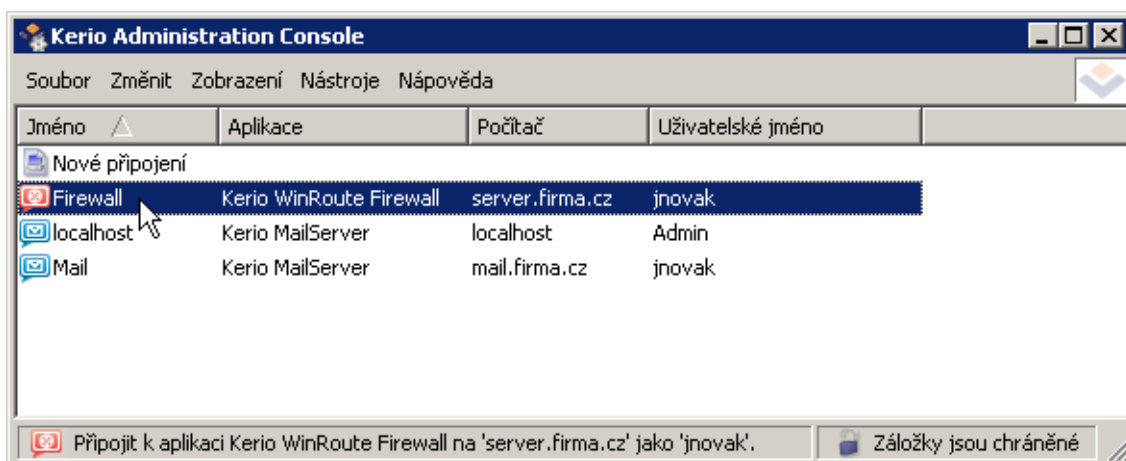 Kerio Administration Console
Soubor Změnit Zobrazení Nástroje Nápověda
Jméno Aplikace Počítač Uživatelské jméno
Nové připojení
Firewall Kerio WinRoute Firewall server.firma.cz jnovak
localhost Kerio MailServer localhost Admin
Mail Kerio MailServer mail.firma.cz jnovak
Připojit k aplikaci Kerio WinRoute Firewall na 'server.firma.cz' jako 'jnovak'. Záložky jsou chráněné